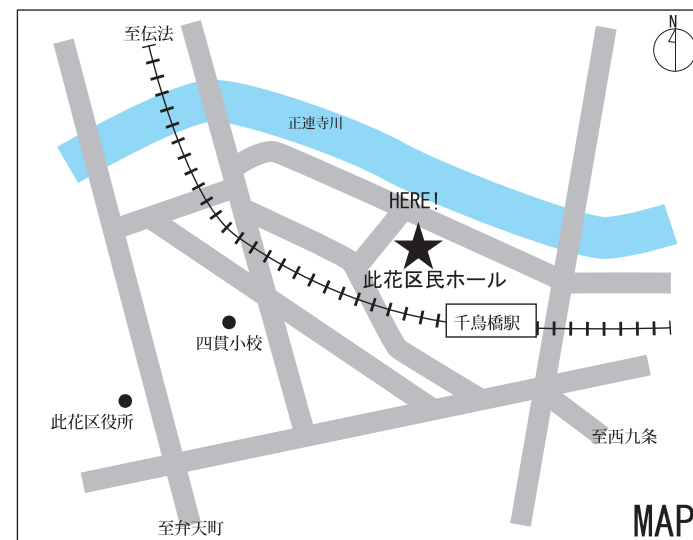 N
至伝法
正連寺川
HERE!
此花区民ホール
千鳥橋駅
四貫小校
此花区役所
至西九条
至弁天町
MAP